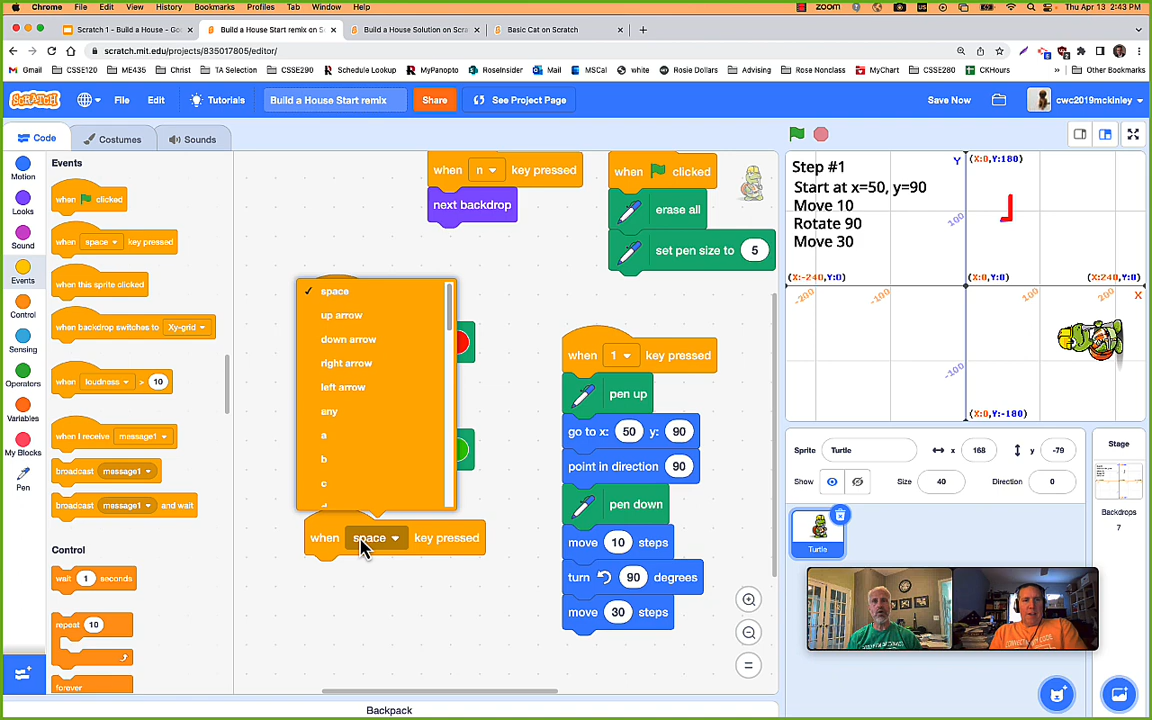 Chrome File Edit View History Bookmarks Profiles Tab Window Help
zoom
Thu Apr 13 2:43 PM
Scratch 1 - Build a House - Go
Build a House Start remix on S
Build a House Solution on Scra
Basic Cat on Scratch
scratch.mit.edu/projects/835017805/editor/
Gmail CSSE120 ME435 Christ TA Selection CSSE290 Schedule Lookup MyPanopto RoseInsider Mail MSCal white Rosie Dollars Advising Rose Nonclass MyChart CSSE280 CKHours Other Bookmarks
SCRATCH File Edit Tutorials Build a House Start remix Share See Project Page Save Now cwc2019mckinley
Code Costumes Sounds
Motion
Looks
Sound
Events
Control
Sensing
Operators
Variables
My Blocks
Pen
Events
when clicked
when space key pressed
when this sprite clicked
when backdrop switches to Xy-grid
when loudness > 10
when I receive message1
broadcast message1
broadcast message1 and wait
Control
wait 1 seconds
repeat 10
forever
when n key pressed
next backdrop
when clicked
erase all
set pen size to 5
✓ space
up arrow
down arrow
right arrow
left arrow
any
a
b
c
when space key pressed
when 1 key pressed
pen up
go to x: 50 y: 90
point in direction 90
pen down
move 10 steps
turn 90 degrees
move 30 steps
Backpack
Step #1
Start at x=50, y=90
Move 10
Rotate 90
Move 30
Y (X:0,Y:180)
100
(X:-240,Y:0) (X:0,Y:0) (X:240,Y:0)
-200 -100 100 200 X
-100
(X:0,Y:-180)
Sprite Turtle x 168 y -79
Show Size 40 Direction 0
Turtle
Stage
Backdrops
7